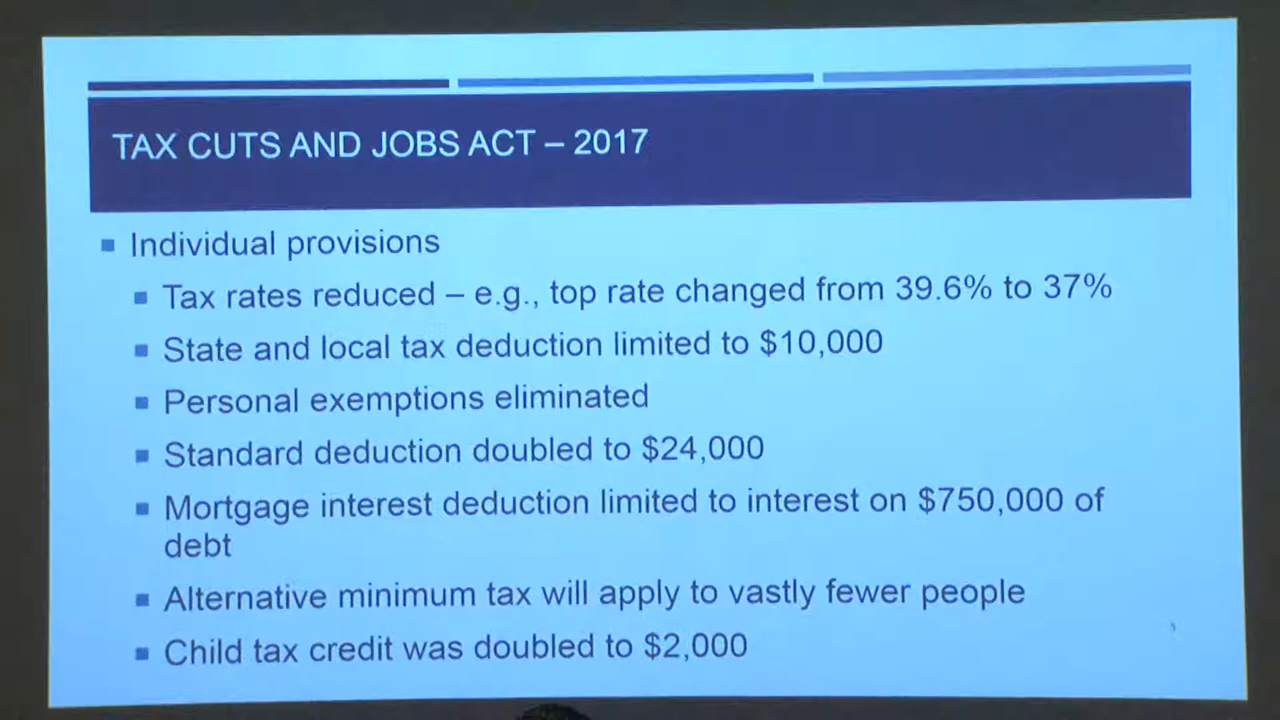 TAX CUTS AND JOBS ACT – 2017
Individual provisions
Tax rates reduced – e.g., top rate changed from 39.6% to 37%
State and local tax deduction limited to $10,000
Personal exemptions eliminated
Standard deduction doubled to $24,000
Mortgage interest deduction limited to interest on $750,000 of
debt
Alternative minimum tax will apply to vastly fewer people
Child tax credit was doubled to $2,000